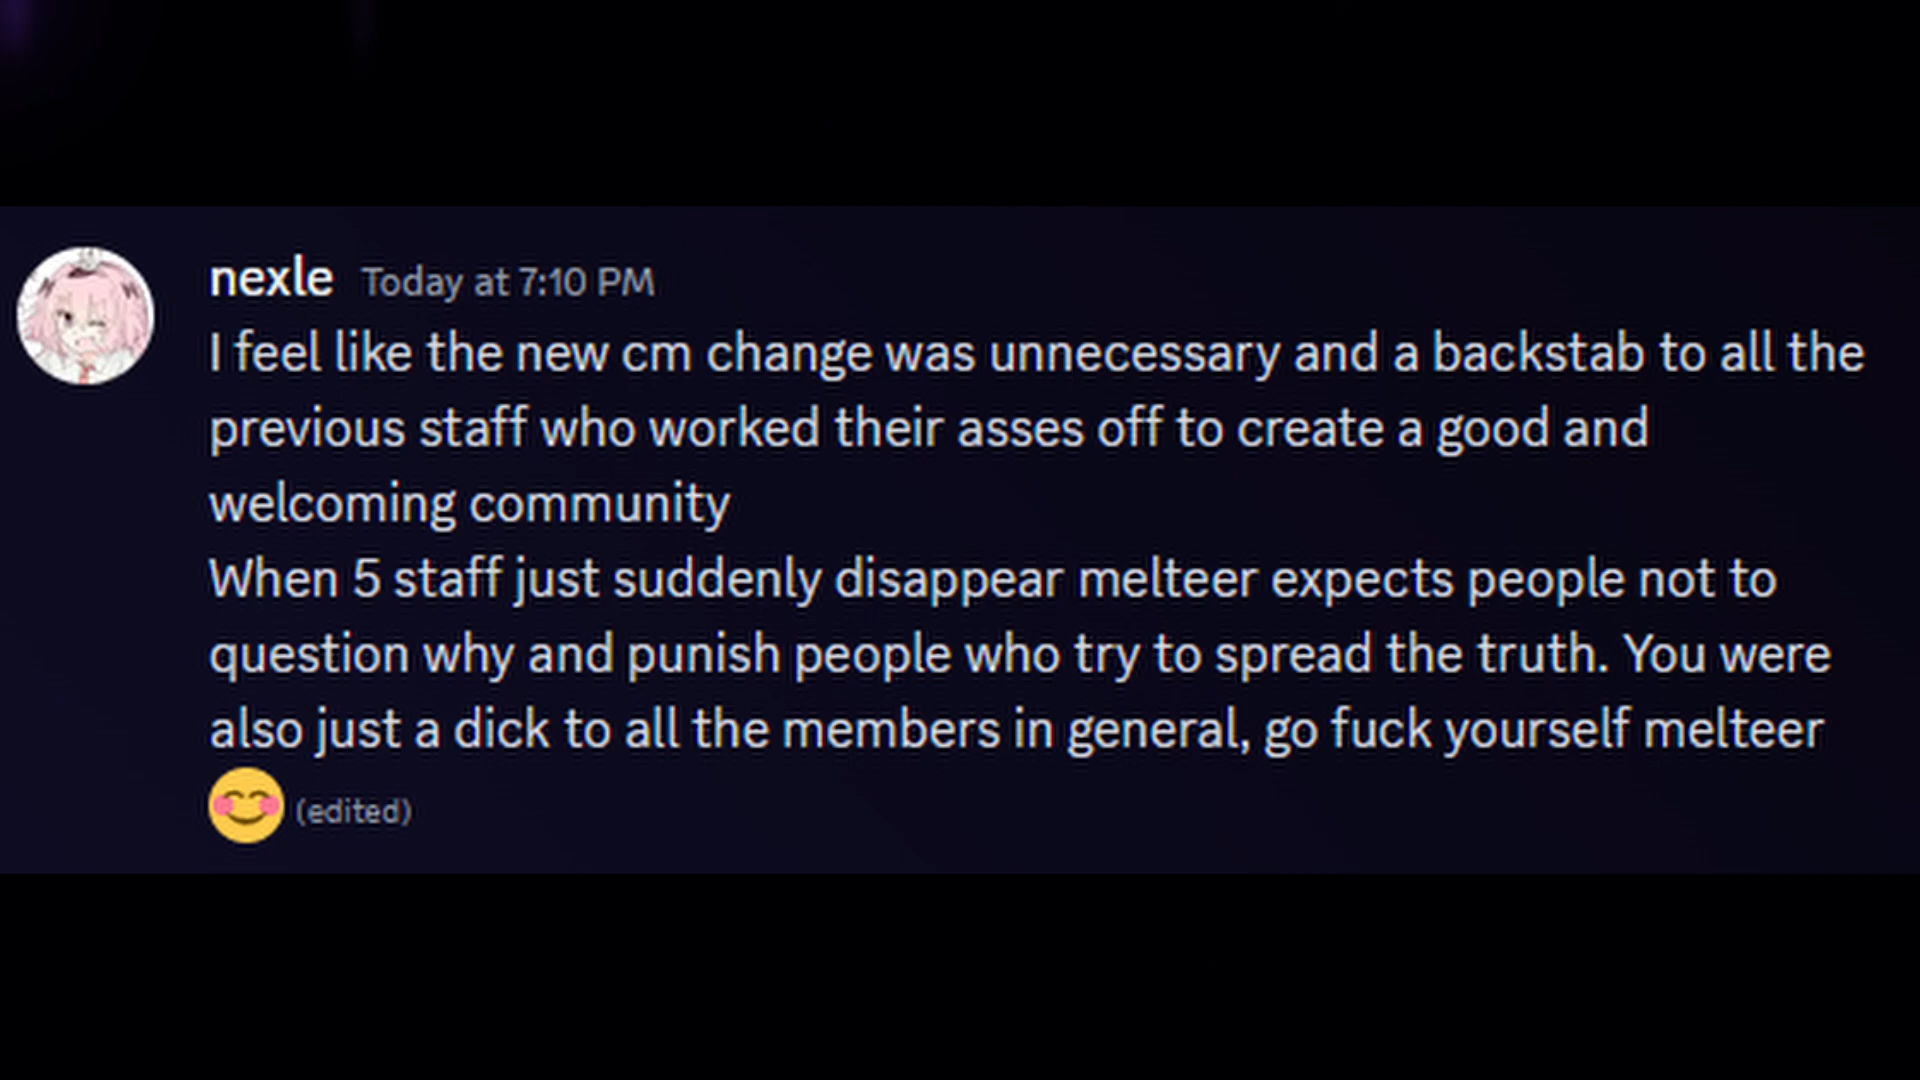 nexle Today at 7:10 PM
I feel like the new cm change was unnecessary and a backstab to all the
previous staff who worked their asses off to create a good and
welcoming community
When 5 staff just suddenly disappear melteer expects people not to
question why and punish people who try to spread the truth. You were
also just a dick to all the members in general, go fuck yourself melteer
😊 (edited)